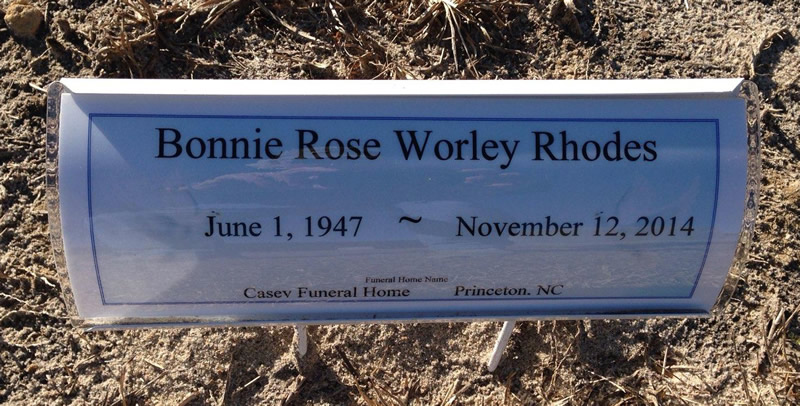 Bonnie Rose Worley Rhodes
June 1, 1947 ~ November 12, 2014
Funeral Home Name
Casey Funeral Home Princeton, NC